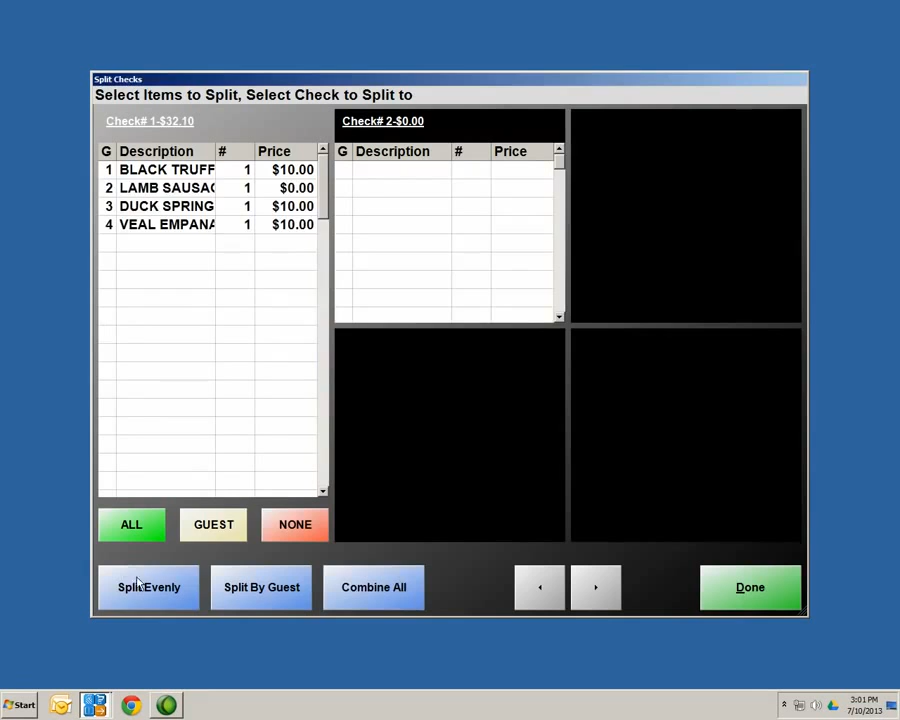 Split Checks
Select Items to Split, Select Check to Split to
Check# 1-$32.10
G Description # Price
1 BLACK TRUFF 1 $10.00
2 LAMB SAUSA 1 $0.00
3 DUCK SPRING 1 $10.00
4 VEAL EMPANA 1 $10.00
Check# 2-$0.00
G Description # Price
ALL GUEST NONE
Split Evenly Split By Guest Combine All Done
Start 3:01 PM
7/10/2013